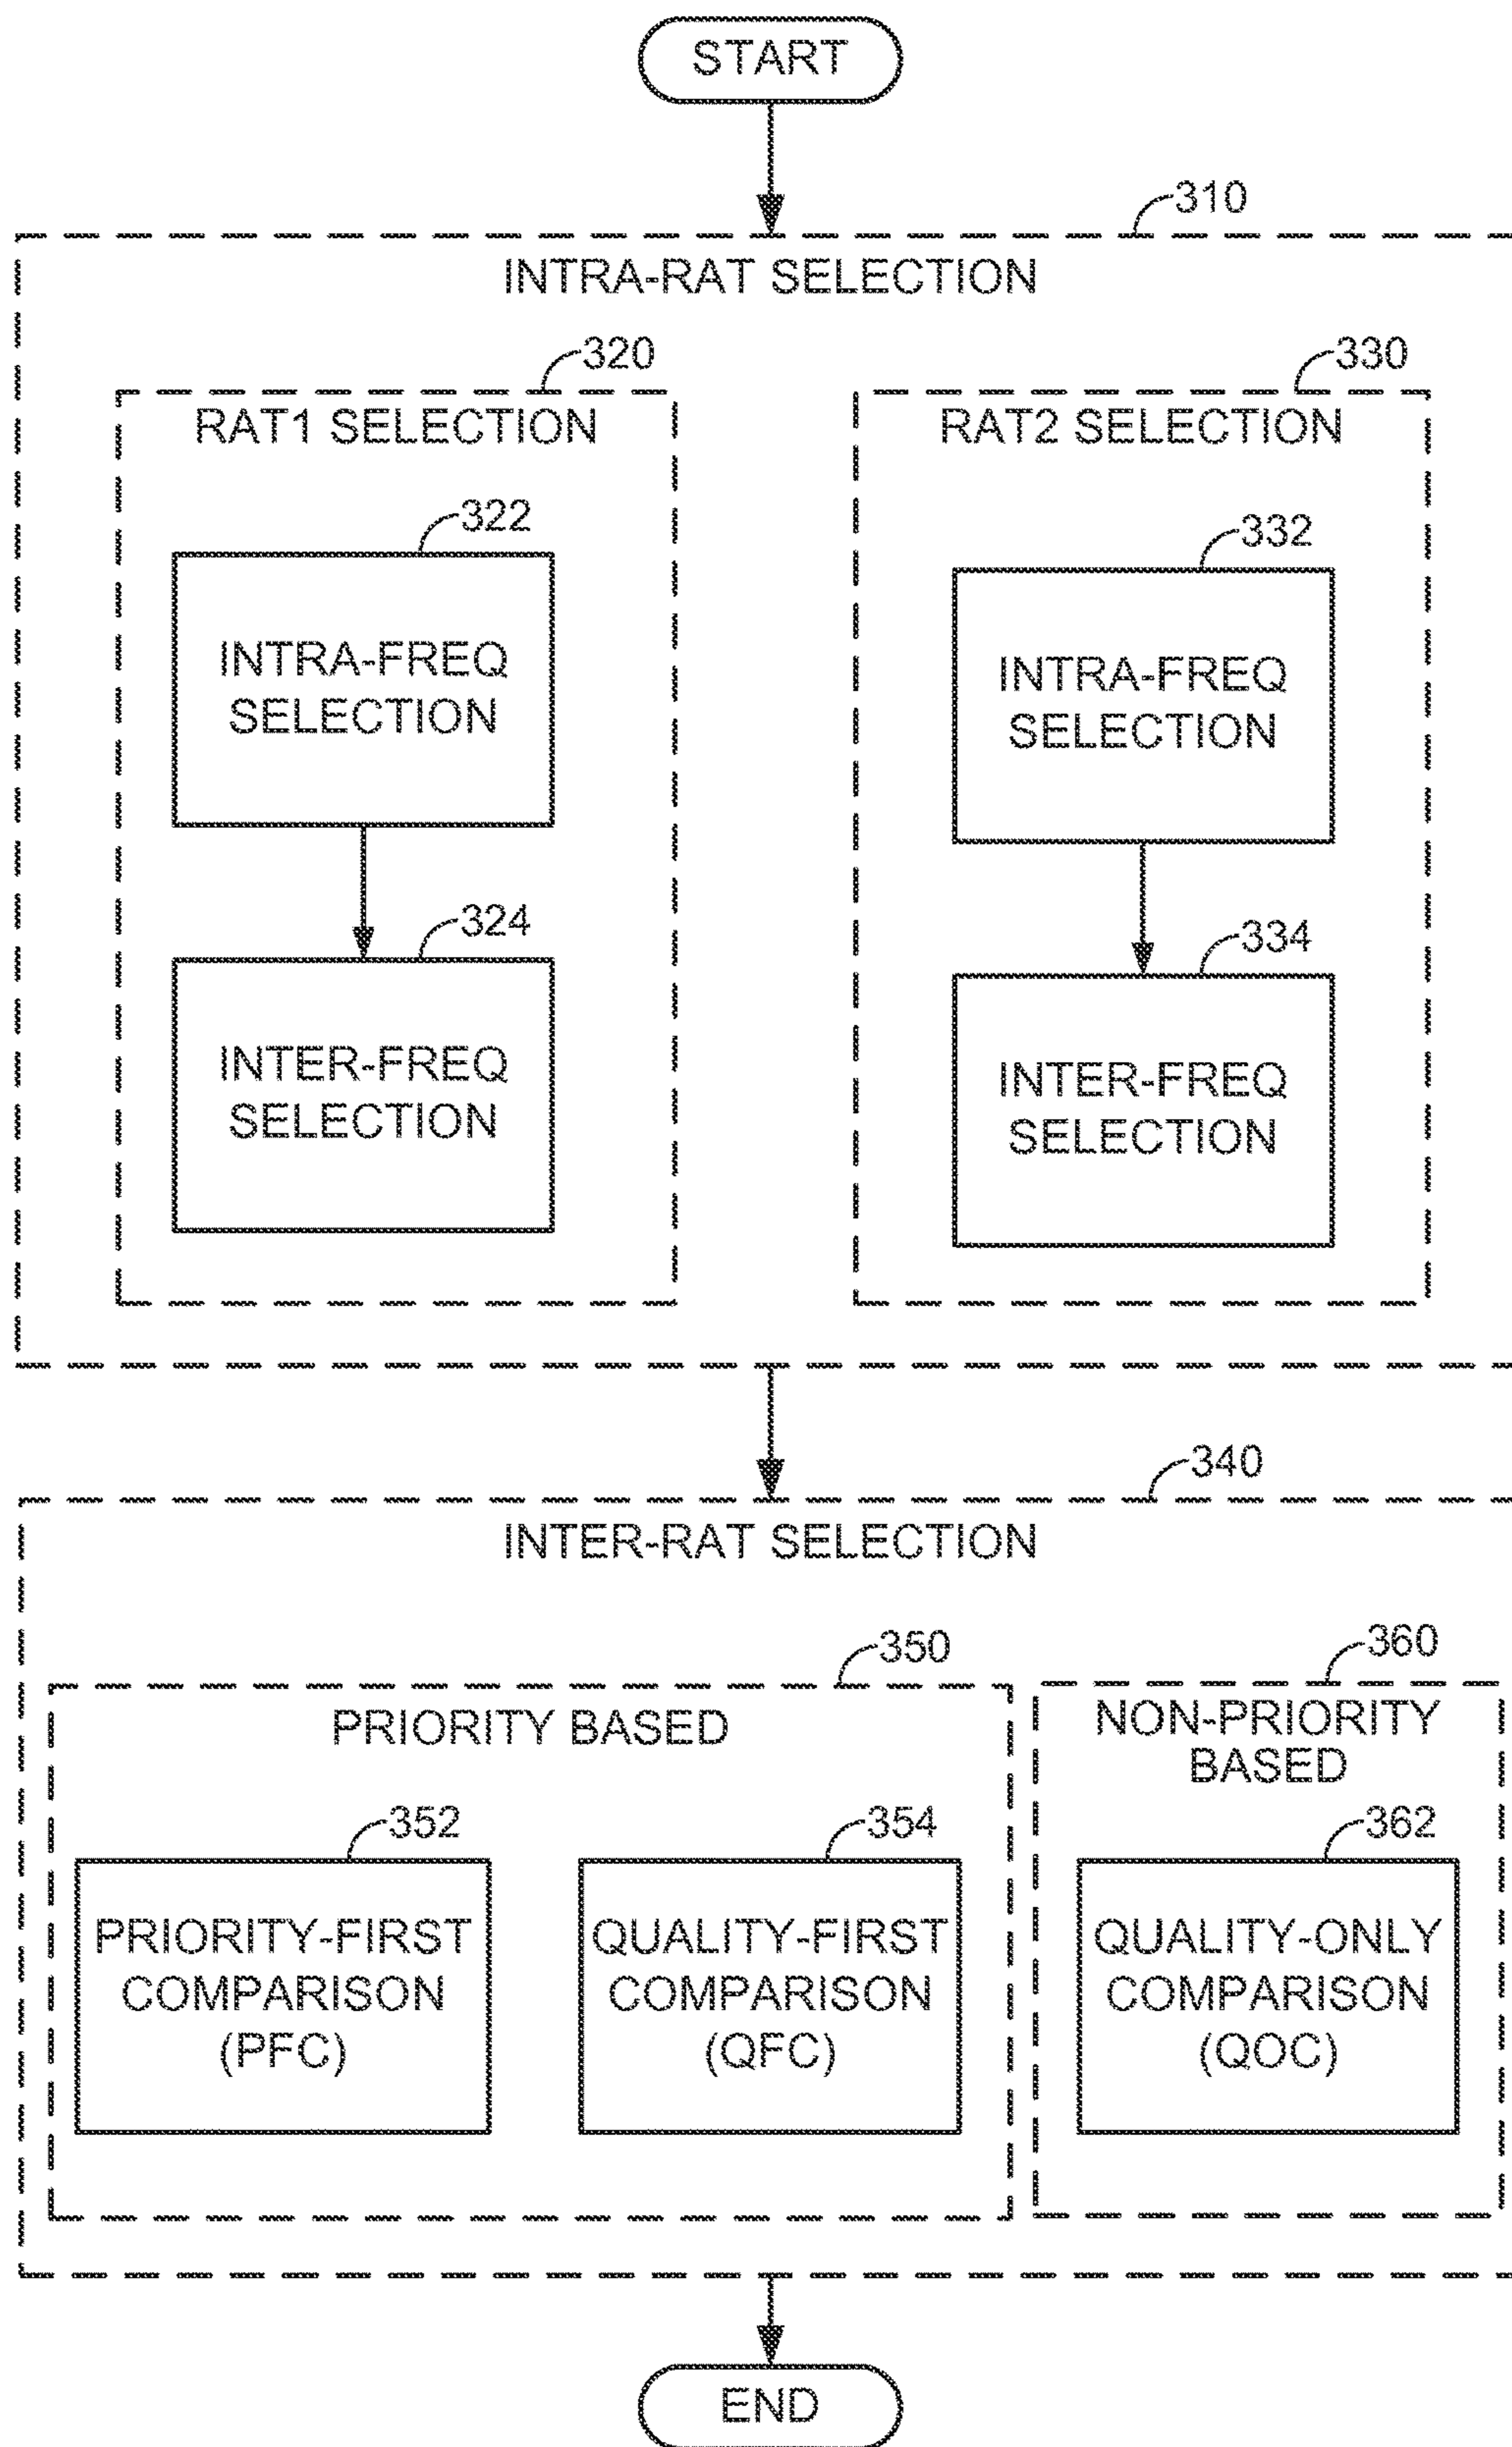 START
310
INTRA-RAT SELECTION
320
RAT1 SELECTION
322
INTRA-FREQ
SELECTION
324
INTER-FREQ
SELECTION
330
RAT2 SELECTION
332
INTRA-FREQ
SELECTION
334
INTER-FREQ
SELECTION
340
INTER-RAT SELECTION
350
PRIORITY BASED
352
PRIORITY-FIRST
COMPARISON
(PFC)
354
QUALITY-FIRST
COMPARISON
(QFC)
360
NON-PRIORITY
BASED
362
QUALITY-ONLY
COMPARISON
(QOC)
END